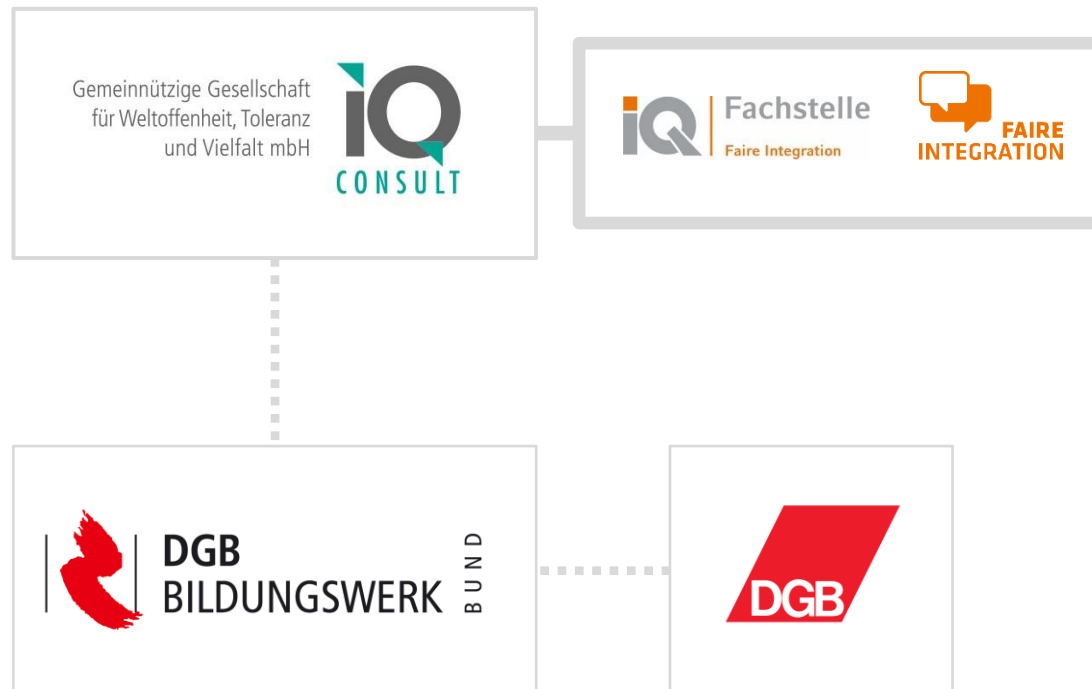 Gemeinnützige Gesellschaft
für Weltoffenheit, Toleranz
und Vielfalt mbH
iQ
CONSULT
iQ
Fachstelle
Faire Integration
FAIRE
INTEGRATION
DGB
BILDUNGSWERK
BUND
DGB